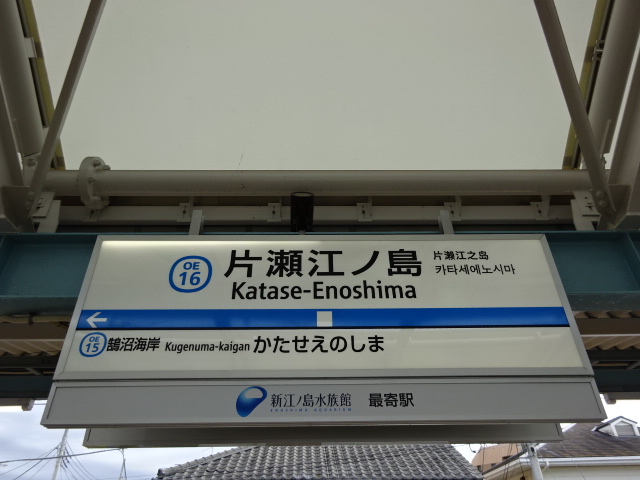 OE
16
片瀬江ノ島
Katase-Enoshima
片濑江之岛
카타세에노시마
OE
15
鵠沼海岸 Kugenuma-kaigan かたせえのしま
新江ノ島水族館 最寄駅
ENOSHIMA AQUARIUM